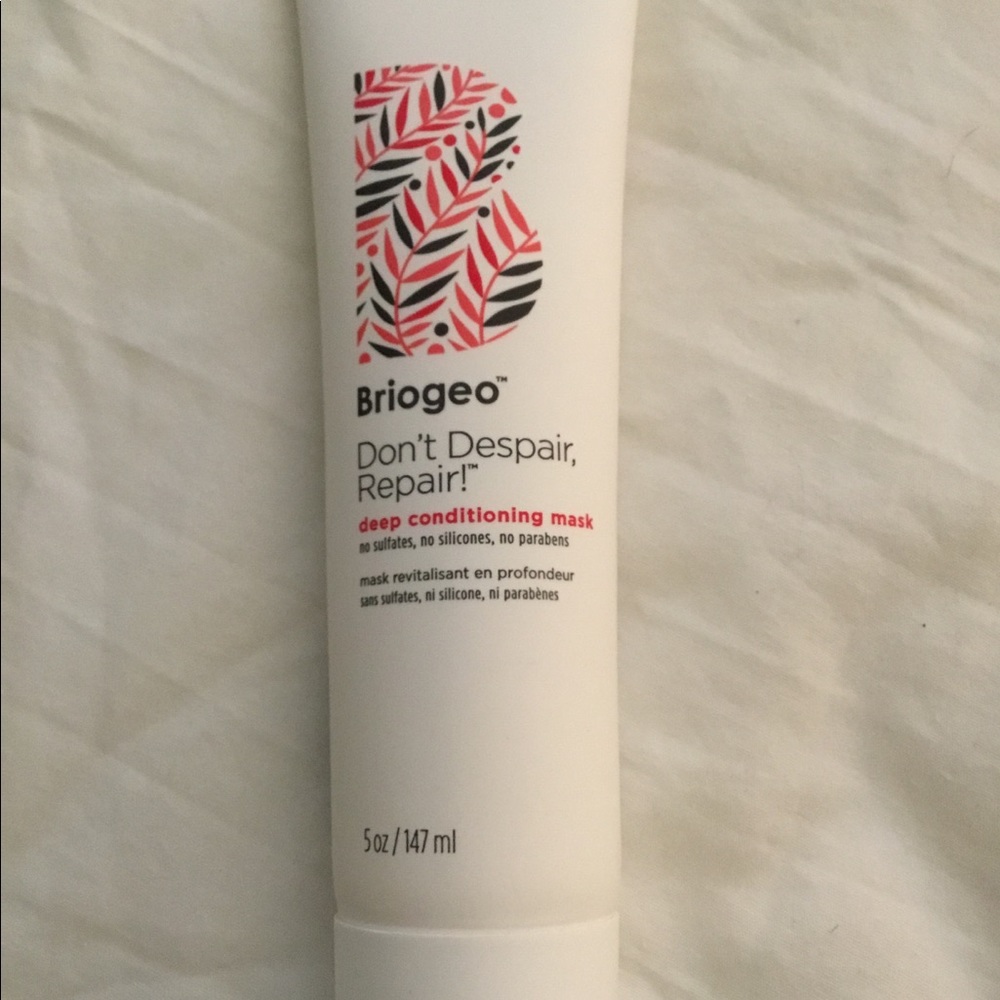 B
Briogeo™
Don't Despair,
Repair!™
deep conditioning mask
no sulfates, no silicones, no parabens
mask revitalisant en profondeur
sans sulfates, ni silicone, ni parabènes
5 oz / 147 ml